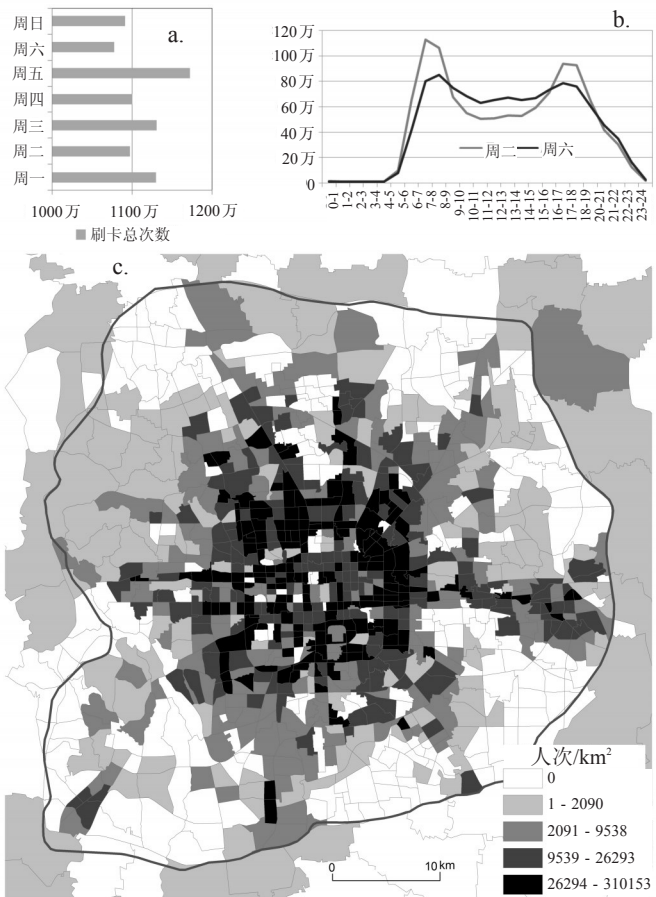 a.
周日
周六
周五
周四
周三
周二
周一
1000万 1100万 1200万
刷卡总次数
b.
120万
100万
80万
60万
40万
20万
0
周二 周六
0-1 1-2 2-3 3-4 4-5 5-6 6-7 7-8 8-9 9-10 10-11 11-12 12-13 13-14 14-15 15-16 16-17 17-18 18-19 20-21 21-22 22-23 23-24
c.
人次/km²
0
1 - 2090
2091 - 9538
9539 - 26293
26294 - 310153
0 10 km